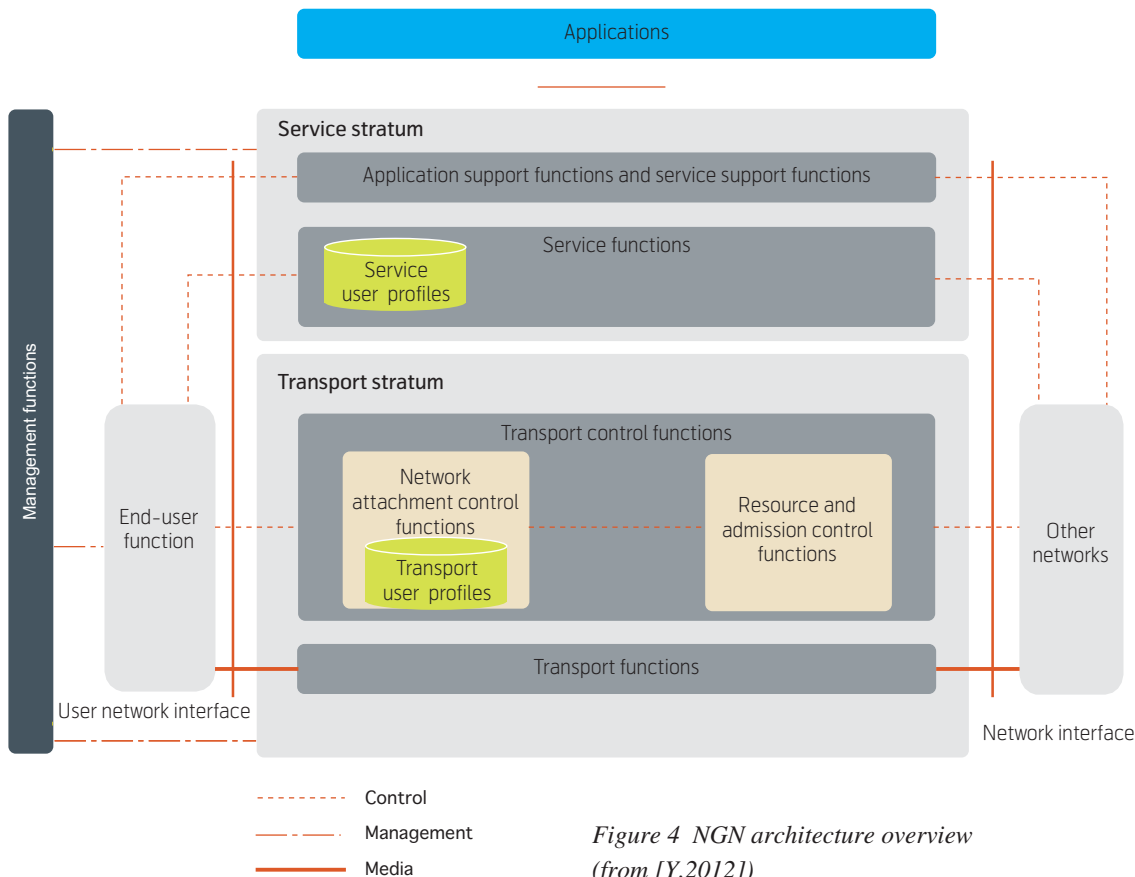 Applications
Service stratum
Application support functions and service support functions
Service functions
Service
user profiles
Management functions
Transport stratum
Transport control functions
Network
attachment control
functions
Transport
user profiles
Resource and
admission control
functions
End-user
function
Other
networks
Transport functions
User network interface
Network interface
Control
Management
Media
Figure 4 NGN architecture overview
(from [Y.2012])